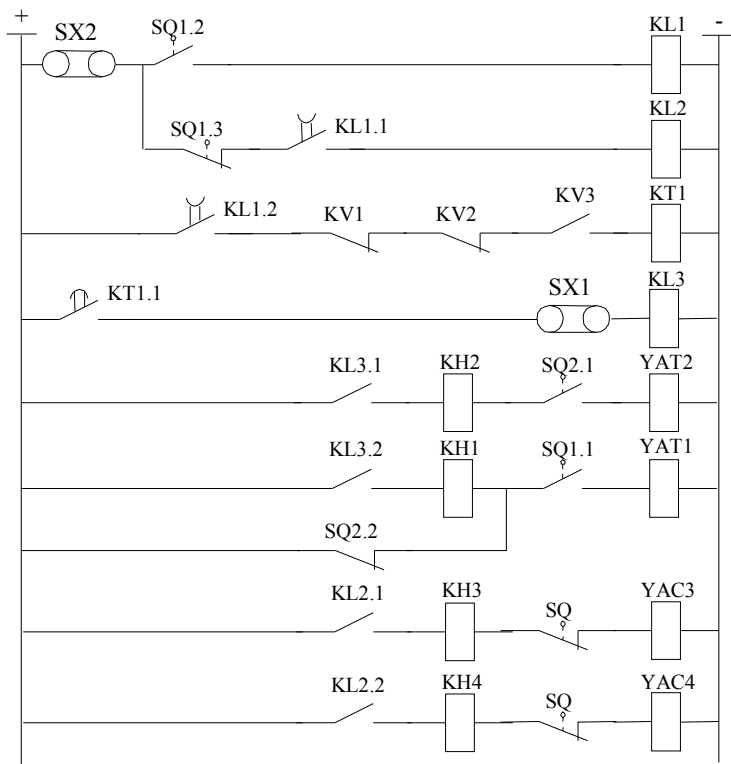 + -
SX2 SQ1.2 KL1
SQ1.3 KL1.1 KL2
KL1.2 KV1 KV2 KV3 KT1
KT1.1 SX1 KL3
KL3.1 KH2 SQ2.1 YAT2
KL3.2 KH1 SQ1.1 YAT1
SQ2.2
KL2.1 KH3 SQ YAC3
KL2.2 KH4 SQ YAC4